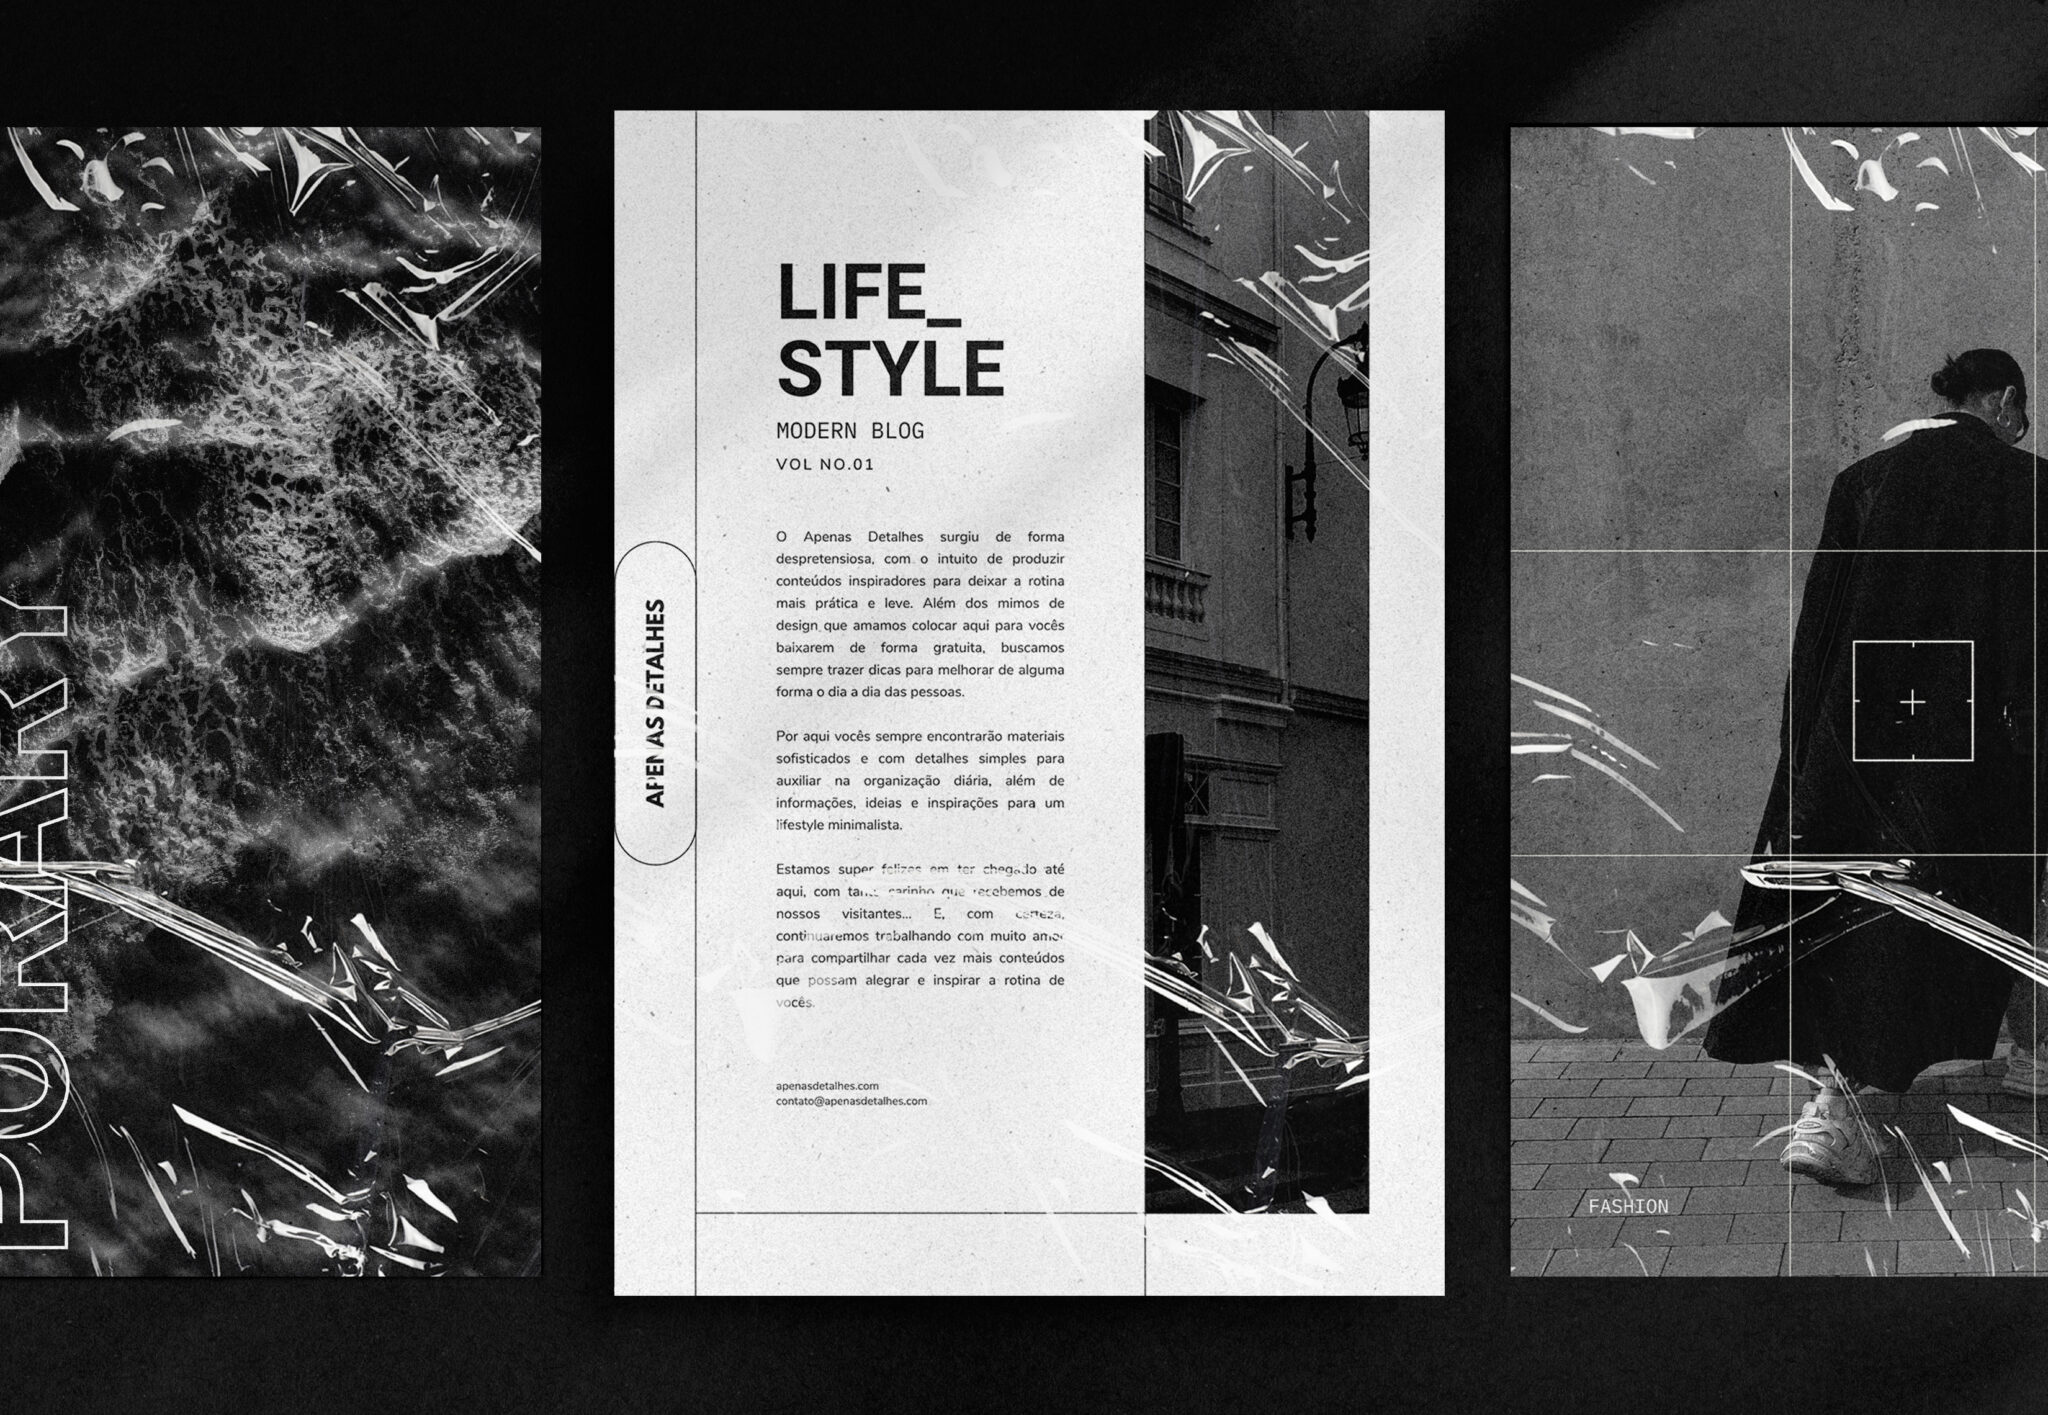 PORARY
LIFE_
STYLE
MODERN BLOG
VOL NO.01
O Apenas Detalhes surgiu de forma
despretensiosa, com o intuito de produzir
conteúdos inspiradores para deixar a rotina
mais prática e leve. Além dos mimos de
design que amamos colocar aqui para vocês
baixarem de forma gratuita, buscamos
sempre trazer dicas para melhorar de alguma
forma o dia a dia das pessoas.
Por aqui vocês sempre encontrarão materiais
sofisticados e com detalhes simples para
auxiliar na organização diária, além de
informações, ideias e inspirações para um
lifestyle minimalista.
Estamos super felizes em ter chegado até
aqui, com tanto carinho que recebemos de
nossos visitantes... E, com certeza,
continuaremos trabalhando com muito amor
para compartilhar cada vez mais conteúdos
que possam alegrar e inspirar a rotina de
vocês.
apenasdetalhes.com
contato@apenasdetalhes.com
APENAS DETALHES
FASHION